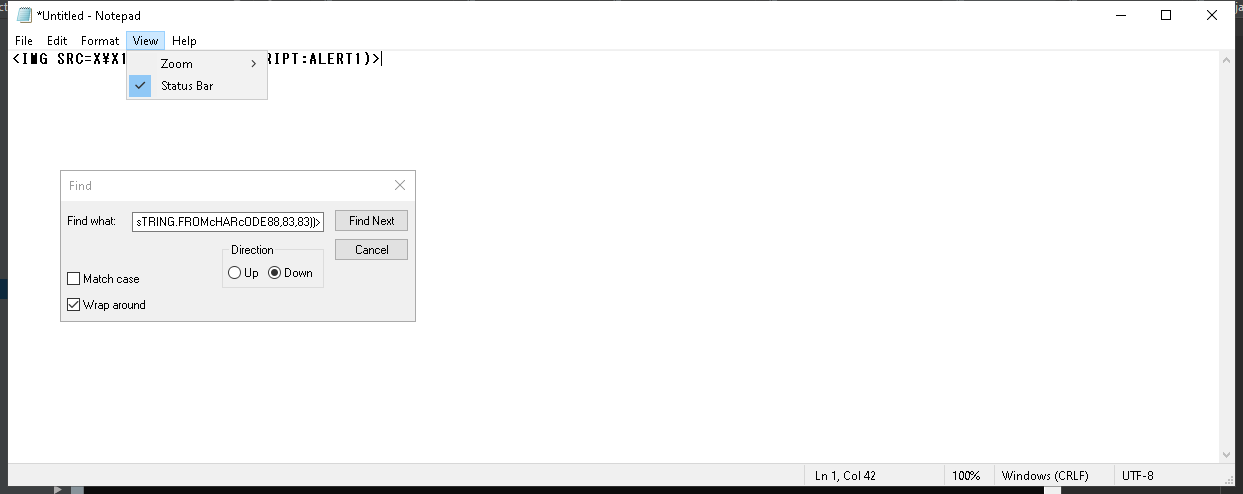 *Untitled - Notepad
File Edit Format View Help
<IMG SRC=X¥X1 RIPT:ALERT1)>
Zoom
Status Bar
Find
Find what: sTRING.FROMcHARcODE88,83,83))> Find Next
Direction Cancel
Up Down
Match case
Wrap around
Ln 1, Col 42 100% Windows (CRLF) UTF-8